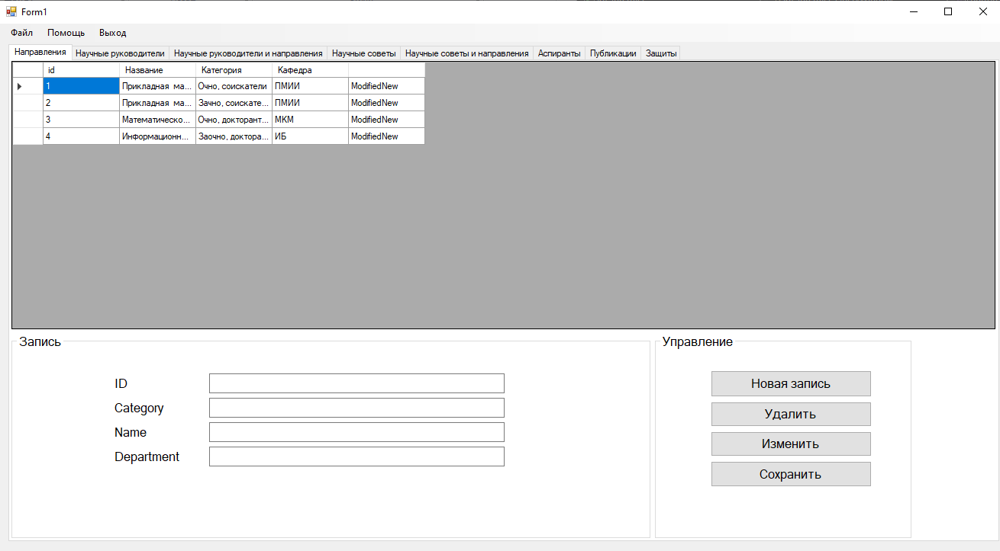 Form1
Файл Помощь Выход
Направления Научные руководители Научные руководители и направления Научные советы Научные советы и направления Аспиранты Публикации Защиты
id Название Категория Кафедра
1 Прикладная ма... Очно, соискатели ПМИИ ModifiedNew
2 Прикладная ма... Зачно, соискате... ПМИИ ModifiedNew
3 Математическо... Очно, докторант... МКМ ModifiedNew
4 Информационн... Заочно, доктора... ИБ ModifiedNew
Запись
ID
Category
Name
Department
Управление
Новая запись
Удалить
Изменить
Сохранить